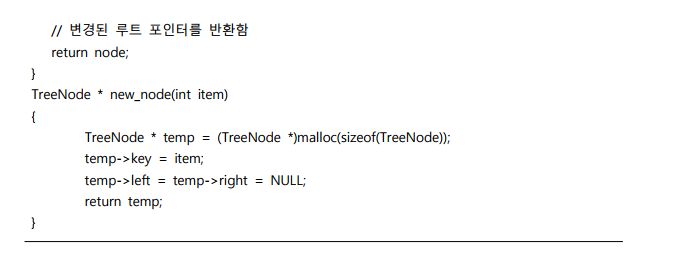 // 변경된 루트 포인터를 반환함
return node;
}
TreeNode * new_node(int item)
{
TreeNode * temp = (TreeNode *)malloc(sizeof(TreeNode));
temp->key = item;
temp->left = temp->right = NULL;
return temp;
}